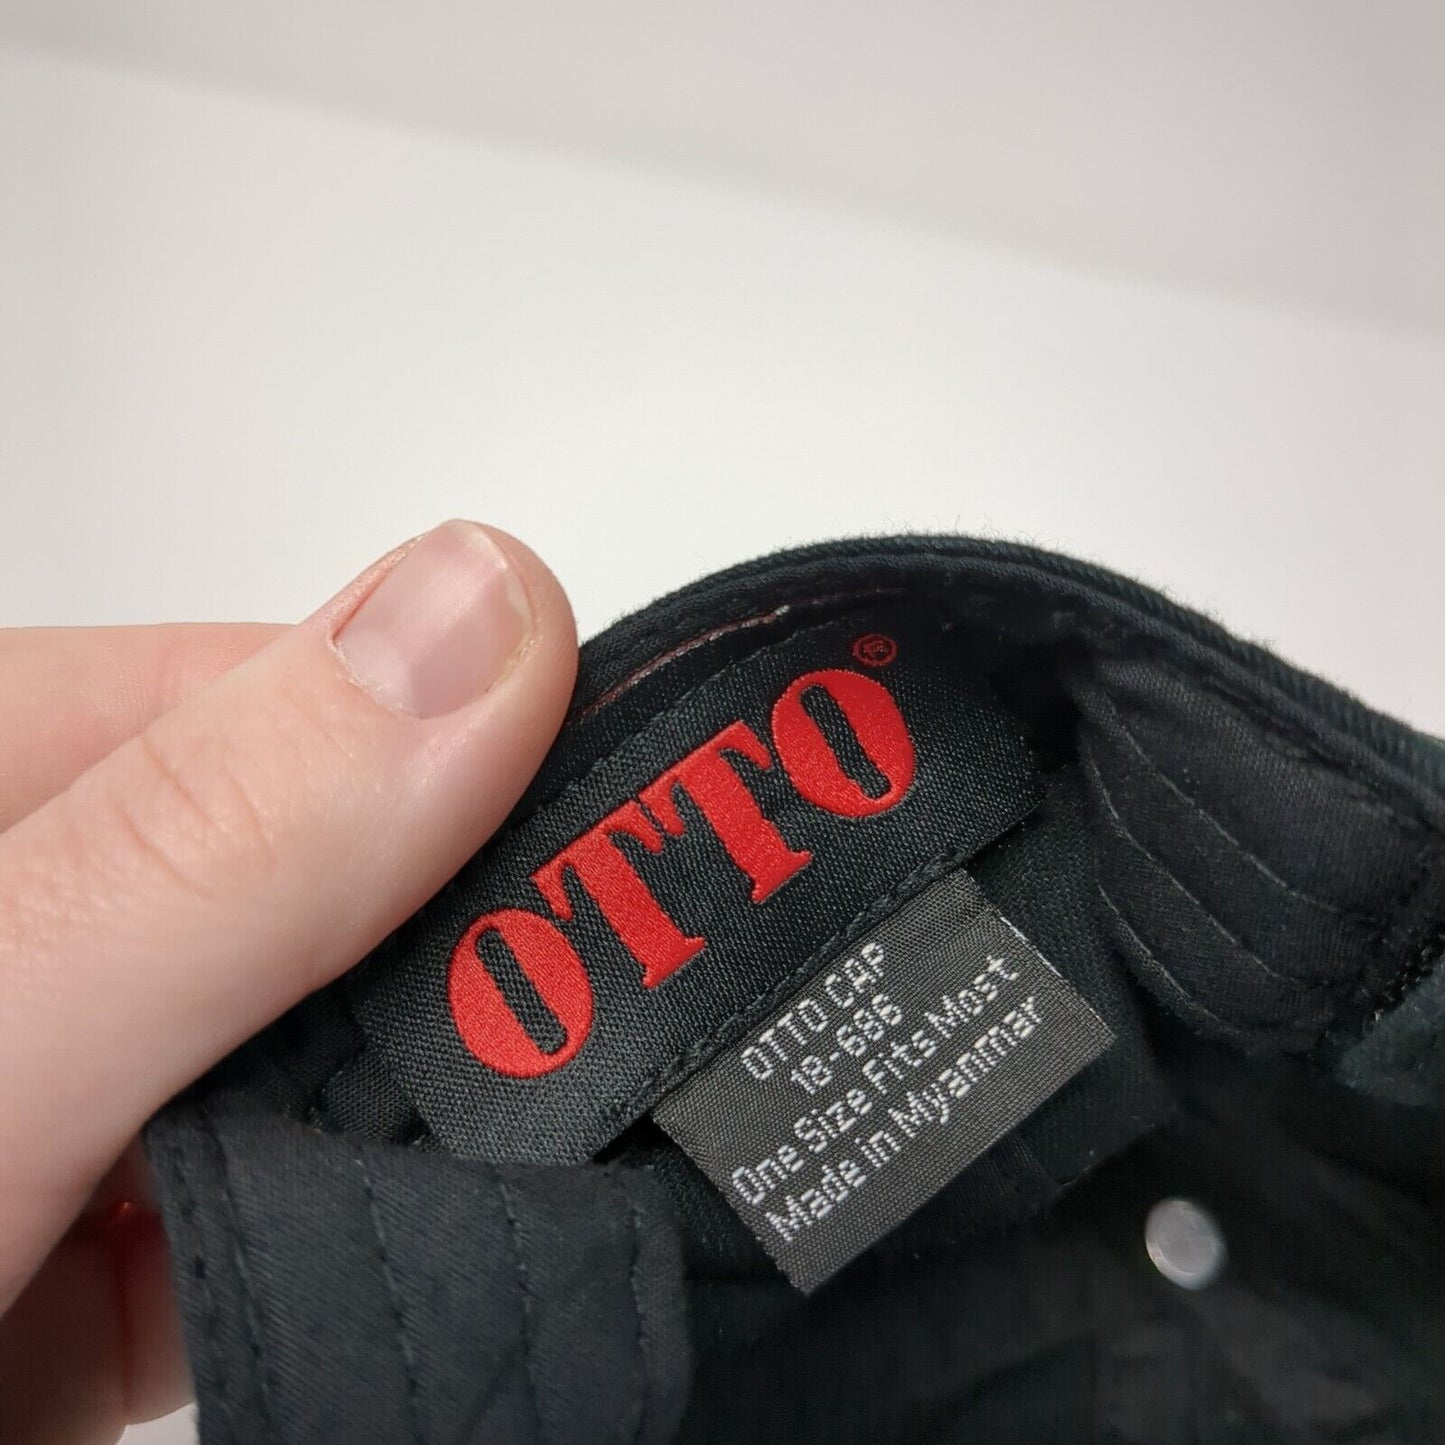 OTTO®
OTTO CAP
18-686
One Size Fits Most
Made in Myanmar